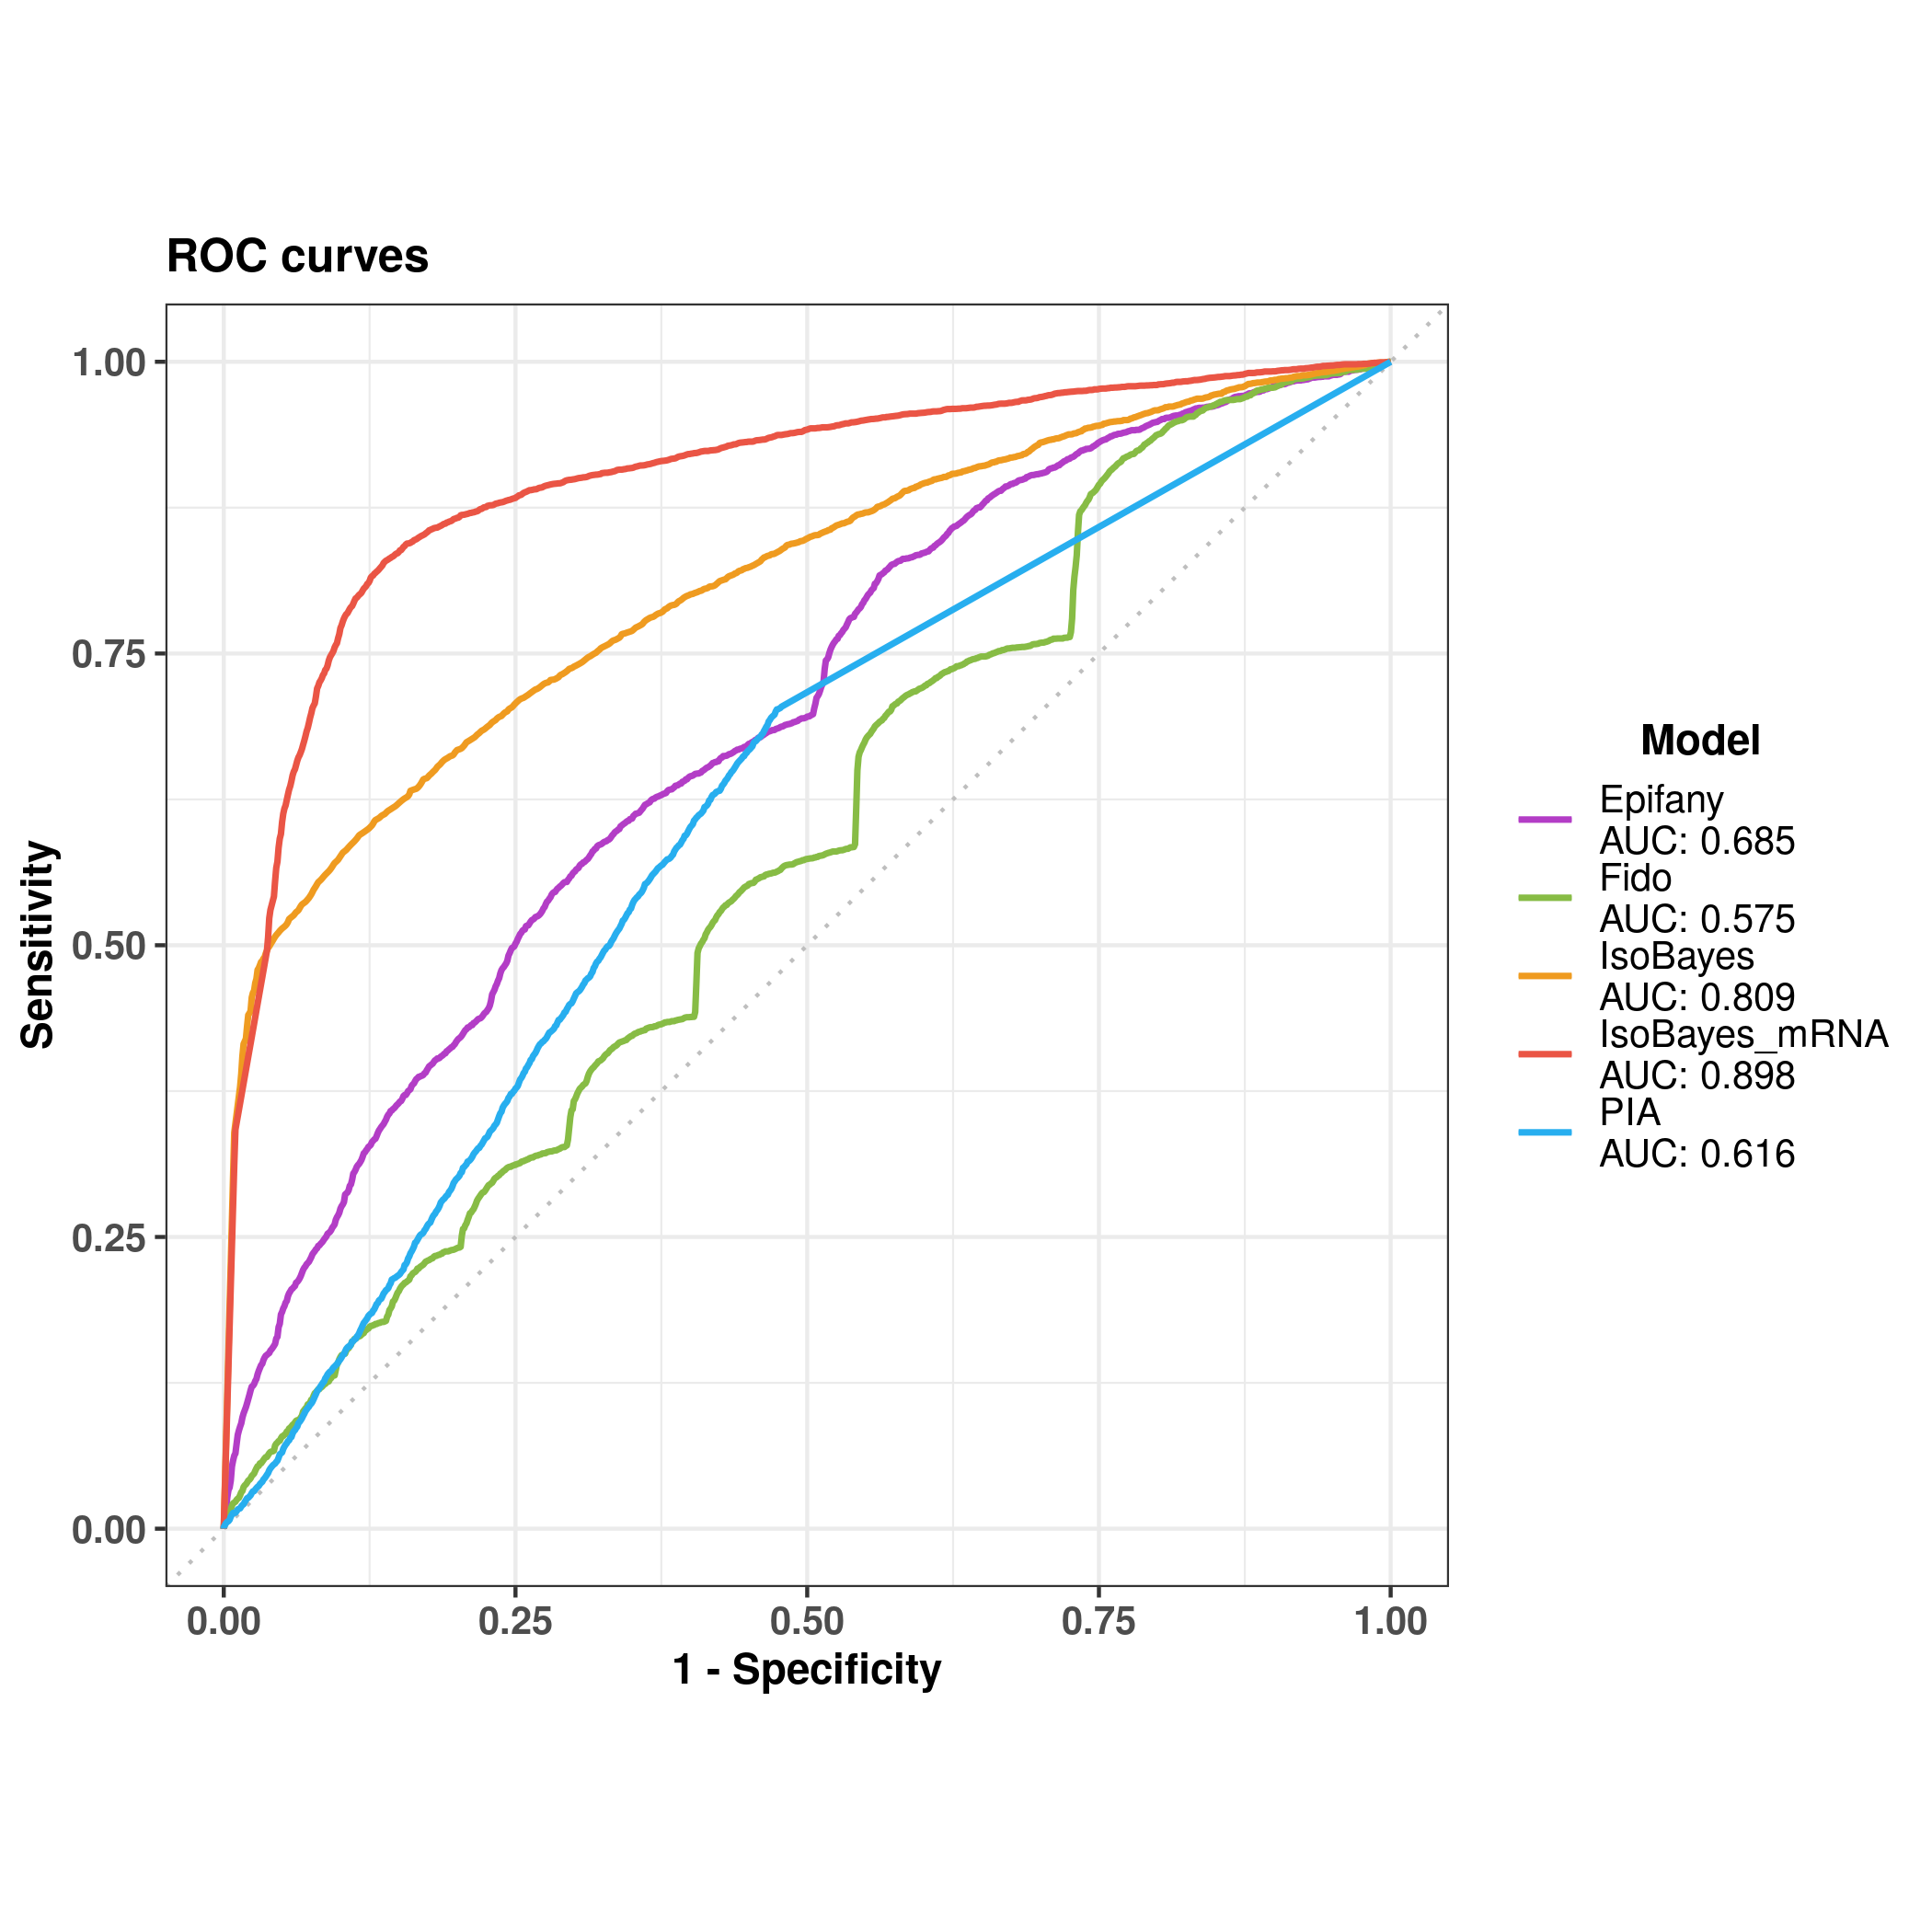 ROC curves
1.00
0.75
0.50
0.25
0.00
Sensitivity
0.00 0.25 0.50 0.75 1.00
1 - Specificity
Model
Epifany
AUC: 0.685
Fido
AUC: 0.575
IsoBayes
AUC: 0.809
IsoBayes_mRNA
AUC: 0.898
PIA
AUC: 0.616